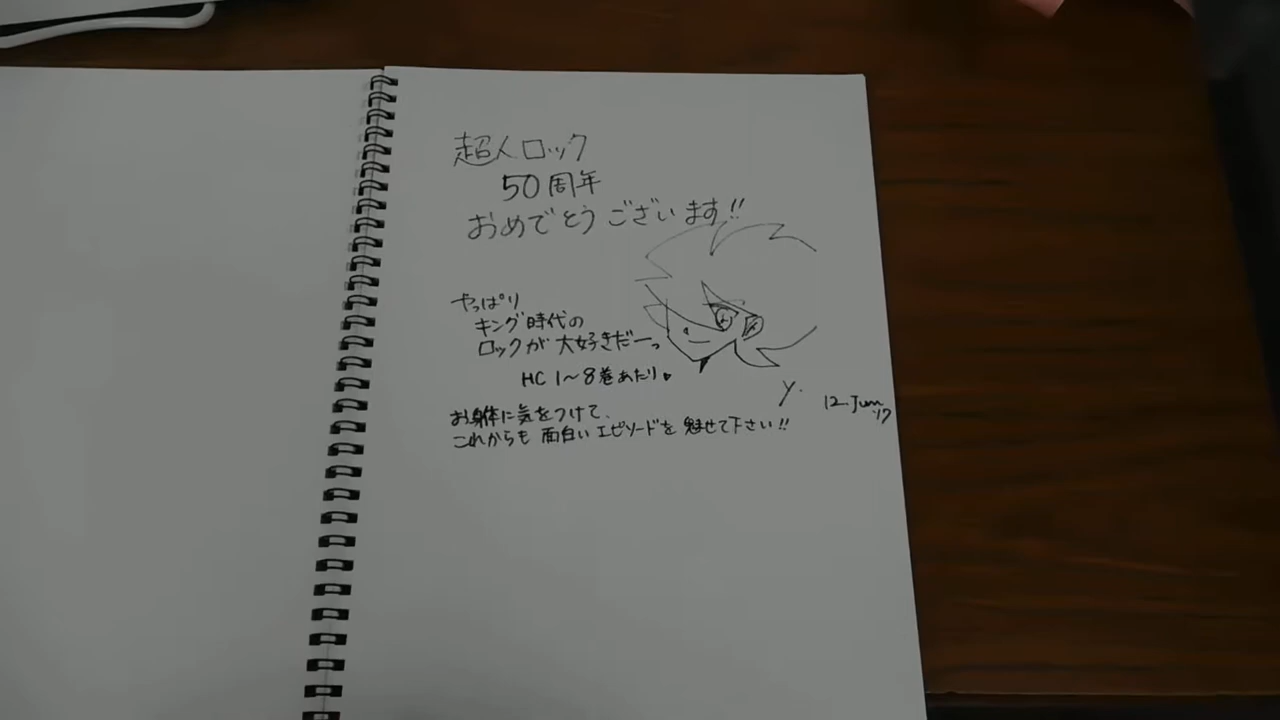 超人ロック
50周年
おめでとうございます!!
やっぱり
キング時代の
ロックが大好きだーっ
HC 1〜8巻あたり♥
Y.
12.Jun '17
お身体に気をつけて、
これからも面白いエピソードを魅せて下さい!!